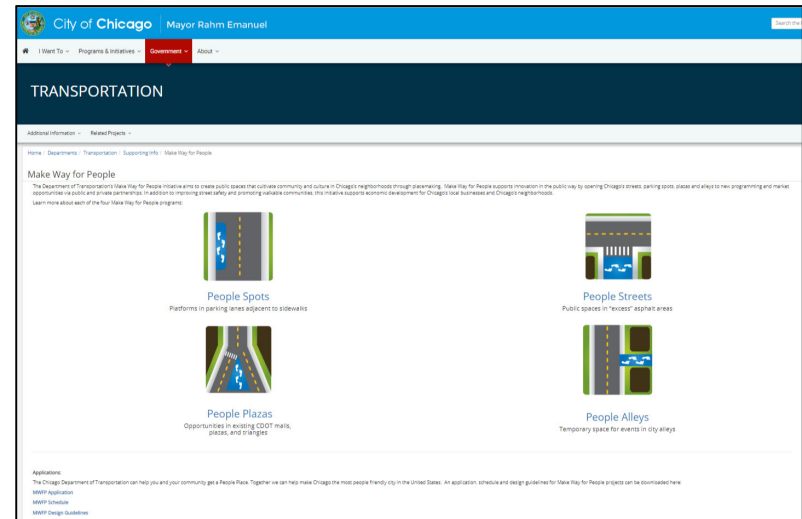 City of Chicago | Mayor Rahm Emanuel
Search the
I Want To
Programs & Initiatives
Government
About
TRANSPORTATION
Additional Information
Related Projects
Home / Departments / Transportation / Supporting Info / Make Way for People
Make Way for People
The Department of Transportation's Make Way for People initiative aims to create public spaces that cultivate community and culture in Chicago's neighborhoods through placemaking. Make Way for People supports innovation in the public way by opening Chicago's streets, parking spots, plazas and alleys to new programming and market
opportunities via public and private partnerships. In addition to improving street safety and promoting walkable communities, this initiative supports economic development for Chicago's local businesses and Chicago's neighborhoods.
Learn more about each of the four Make Way for People programs:
People Spots
Platforms in parking lanes adjacent to sidewalks
People Streets
Public spaces in "excess" asphalt areas
People Plazas
Opportunities in existing CDOT malls,
plazas, and triangles
People Alleys
Temporary space for events in city alleys
Applications:
The Chicago Department of Transportation can help you and your community get a People Place. Together we can help make Chicago the most people friendly city in the United States. An application, schedule and design guidelines for Make Way for People projects can be downloaded here:
MWFP Application
MWFP Schedule
MWFP Design Guidelines